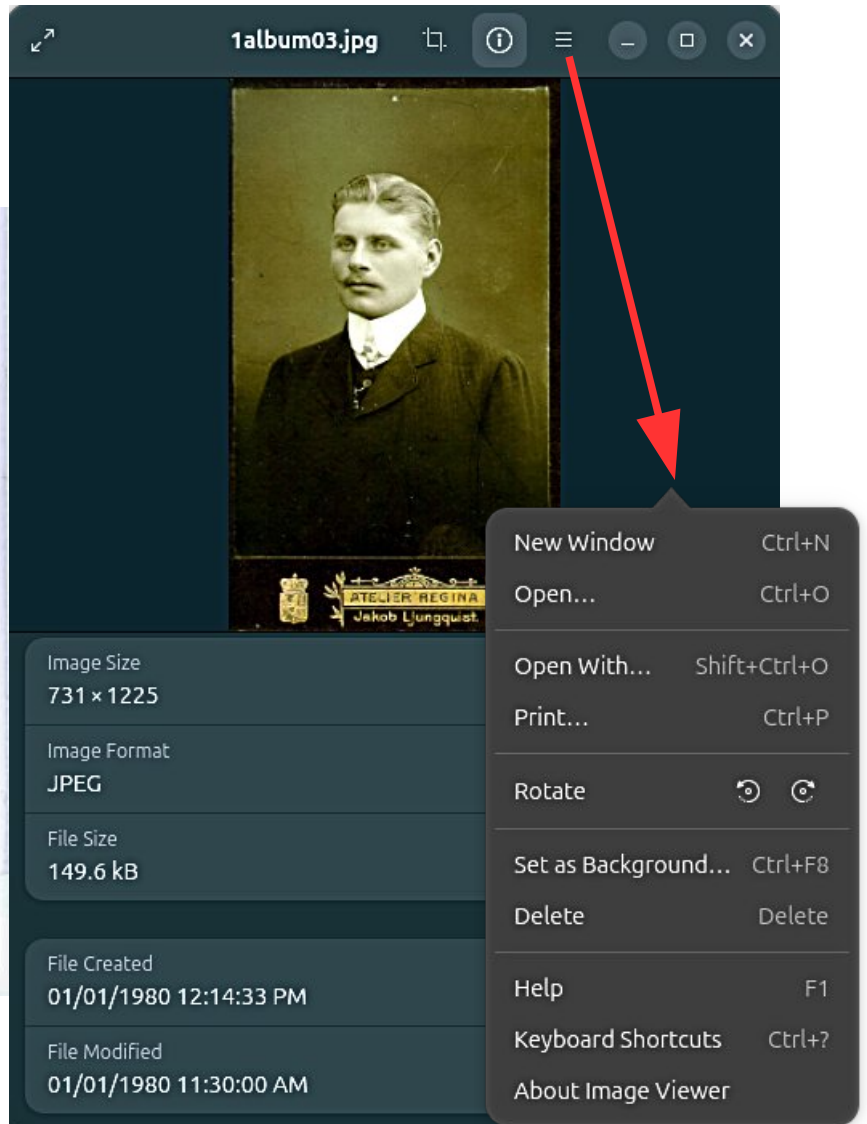 1album03.jpg
ATELIER REGINA
Jakob Ljungquist.
Image Size
731 × 1225
Image Format
JPEG
File Size
149.6 kB
File Created
01/01/1980 12:14:33 PM
File Modified
01/01/1980 11:30:00 AM
New Window Ctrl+N
Open... Ctrl+O
Open With... Shift+Ctrl+O
Print... Ctrl+P
Rotate
Set as Background... Ctrl+F8
Delete Delete
Help F1
Keyboard Shortcuts Ctrl+?
About Image Viewer